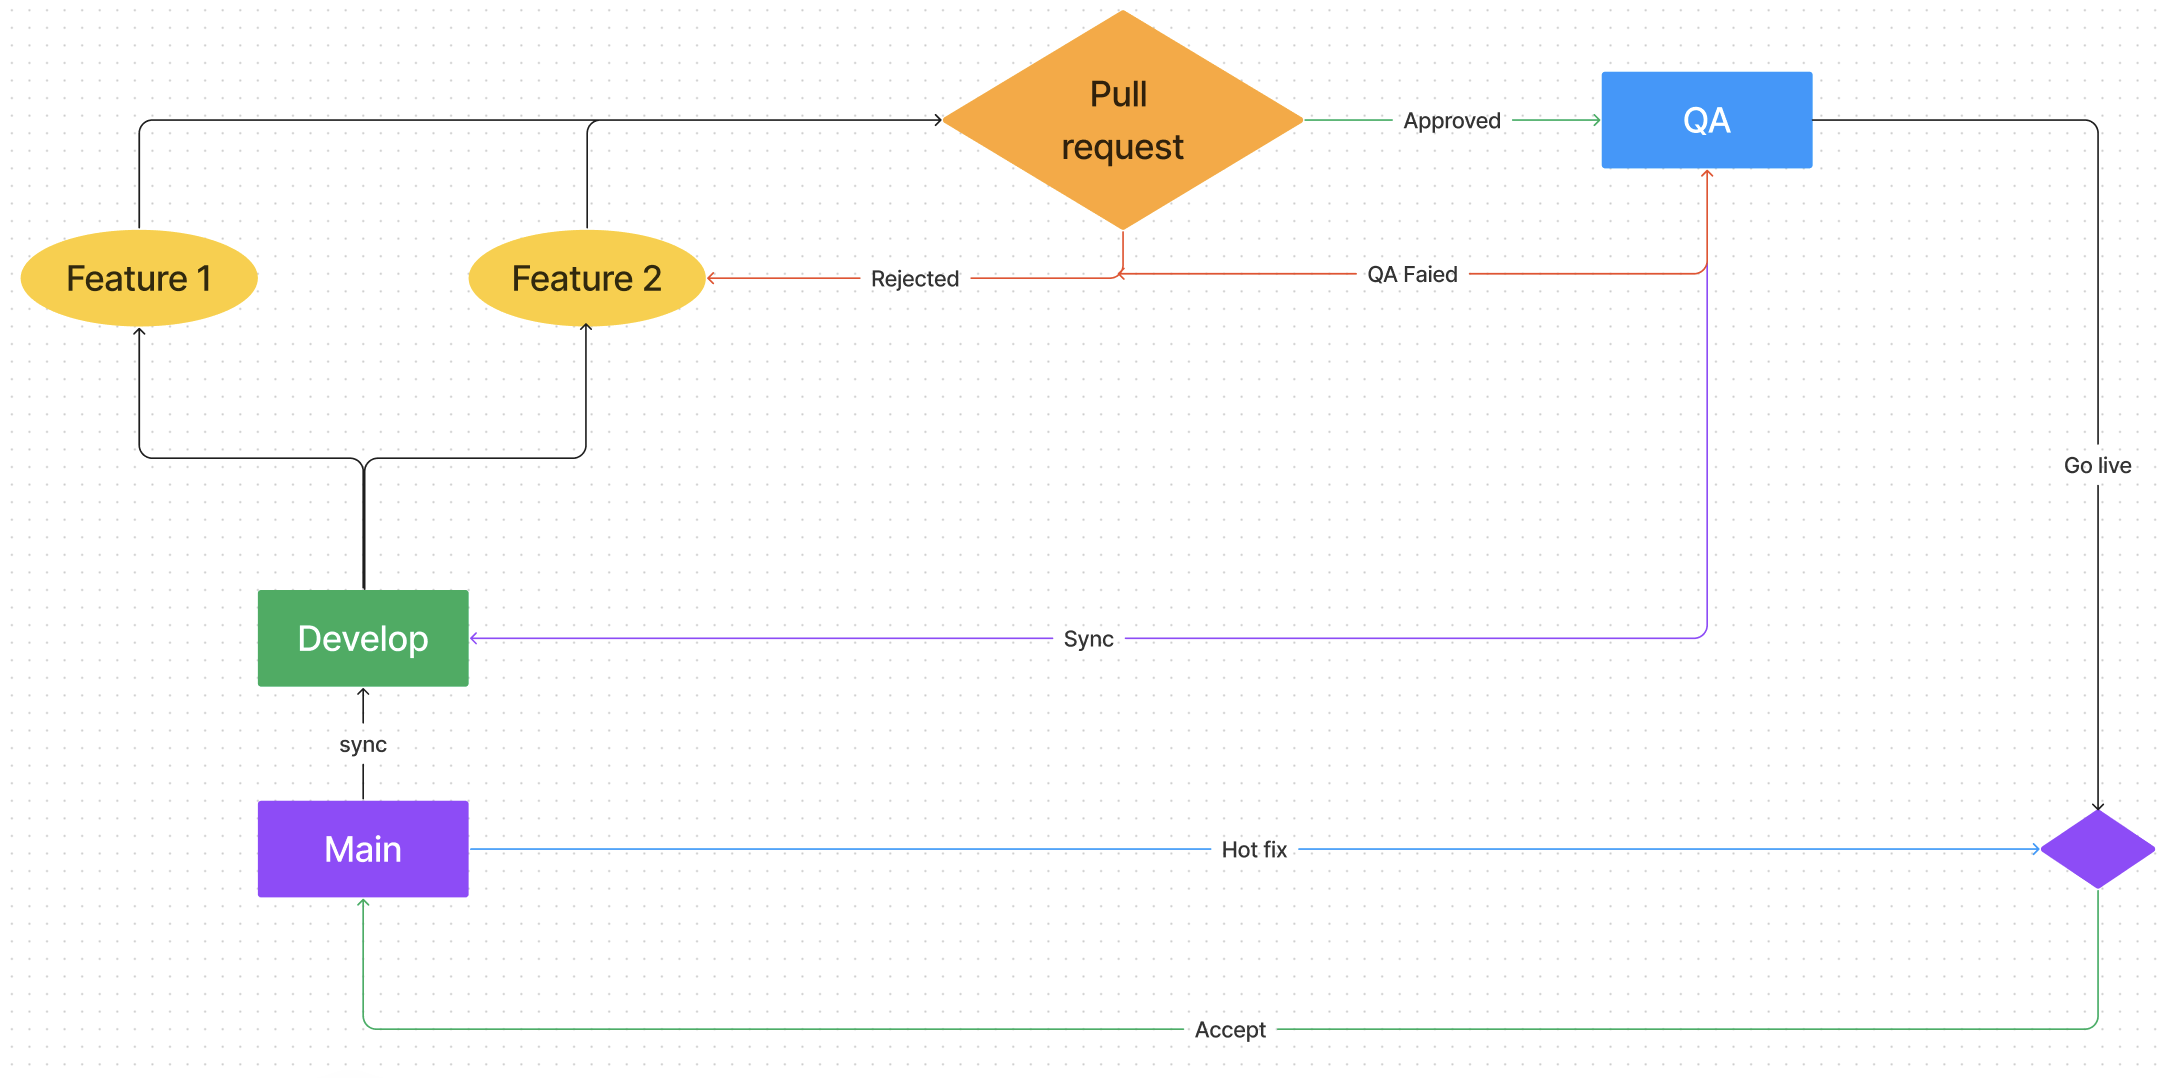 Pull
request
Approved
QA
Feature 1
Feature 2
Rejected
QA Faied
Go live
Develop
Sync
sync
Main
Hot fix
Accept